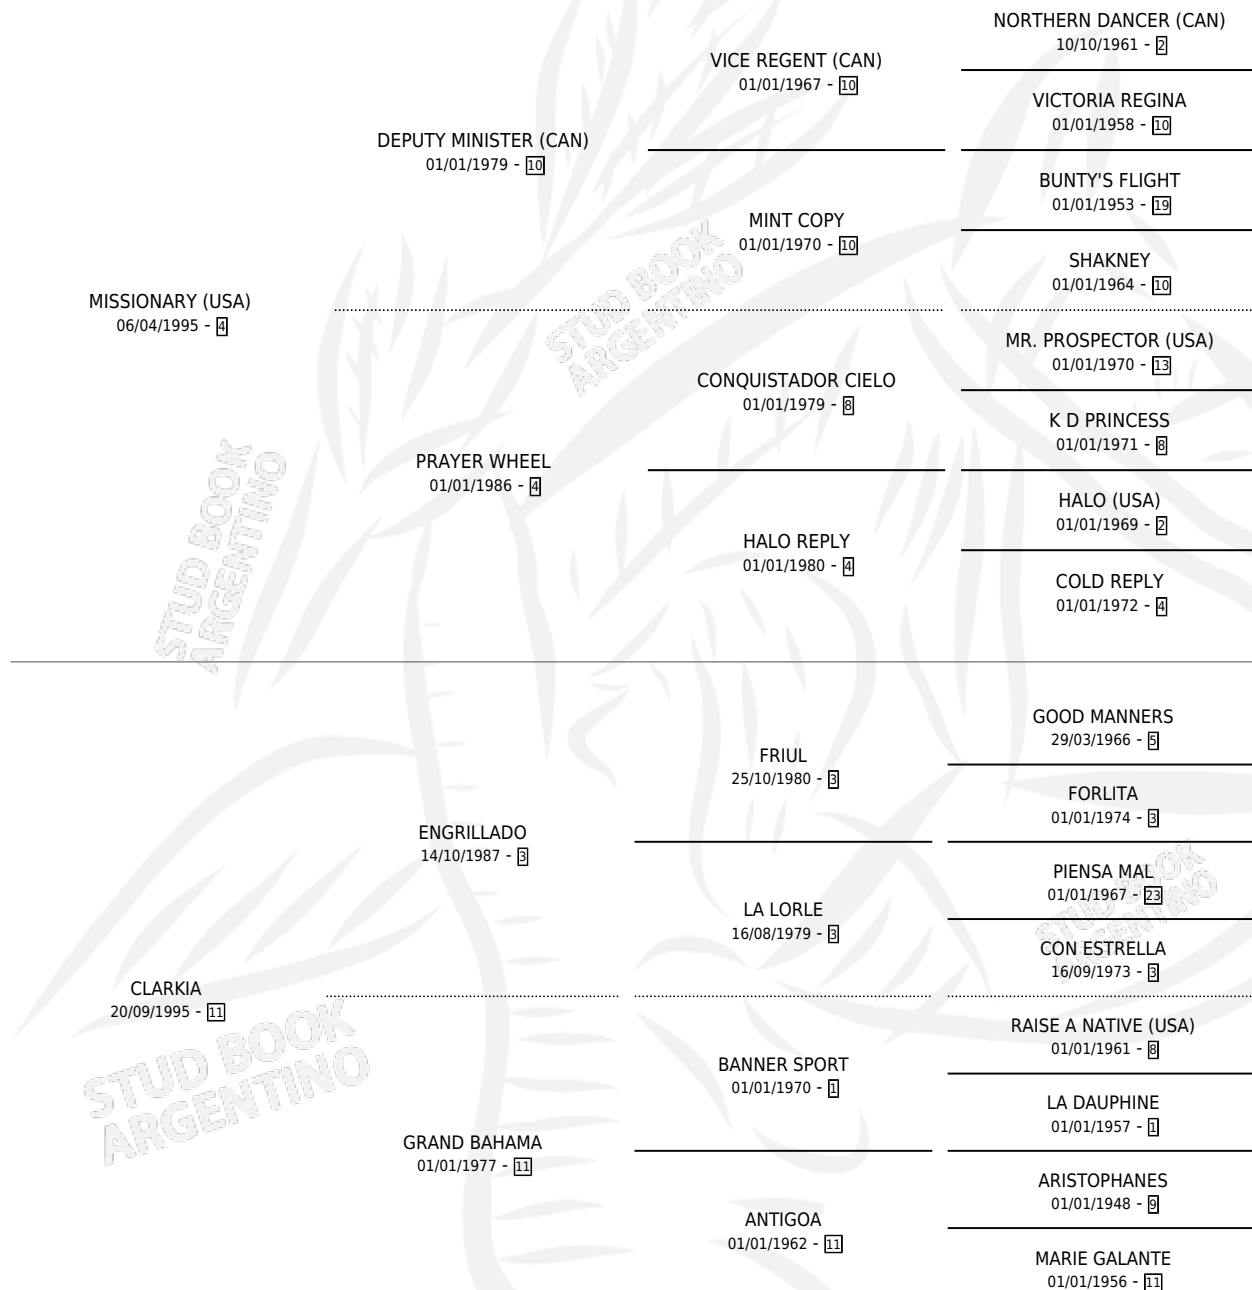 NORTHERN DANCER (CAN)
10/10/1961 - 2
VICE REGENT (CAN)
01/01/1967 - 10
VICTORIA REGINA
01/01/1958 - 10
DEPUTY MINISTER (CAN)
01/01/1979 - 10
BUNTY'S FLIGHT
01/01/1953 - 19
MINT COPY
01/01/1970 - 10
SHAKNEY
01/01/1964 - 10
MISSIONARY (USA)
06/04/1995 - 4
MR. PROSPECTOR (USA)
01/01/1970 - 13
CONQUISTADOR CIELO
01/01/1979 - 8
K D PRINCESS
01/01/1971 - 8
PRAYER WHEEL
01/01/1986 - 4
HALO (USA)
01/01/1969 - 2
HALO REPLY
01/01/1980 - 4
COLD REPLY
01/01/1972 - 4
GOOD MANNERS
29/03/1966 - 5
FRIUL
25/10/1980 - 3
FORLITA
01/01/1974 - 3
ENGRILLADO
14/10/1987 - 3
PIENSA MAL
01/01/1967 - 23
LA LORLE
16/08/1979 - 3
CON ESTRELLA
16/09/1973 - 3
CLARKIA
20/09/1995 - 11
RAISE A NATIVE (USA)
01/01/1961 - 8
BANNER SPORT
01/01/1970 - 1
LA DAUPHINE
01/01/1957 - 1
GRAND BAHAMA
01/01/1977 - 11
ARISTOPHANES
01/01/1948 - 9
ANTIGOA
01/01/1962 - 11
MARIE GALANTE
01/01/1956 - 11
STUD BOOK
ARGENTINO
STUD BOOK
ARGENTINO
STUD BOOK
ARGENTINO
STUD BOOK
ARGENTINO